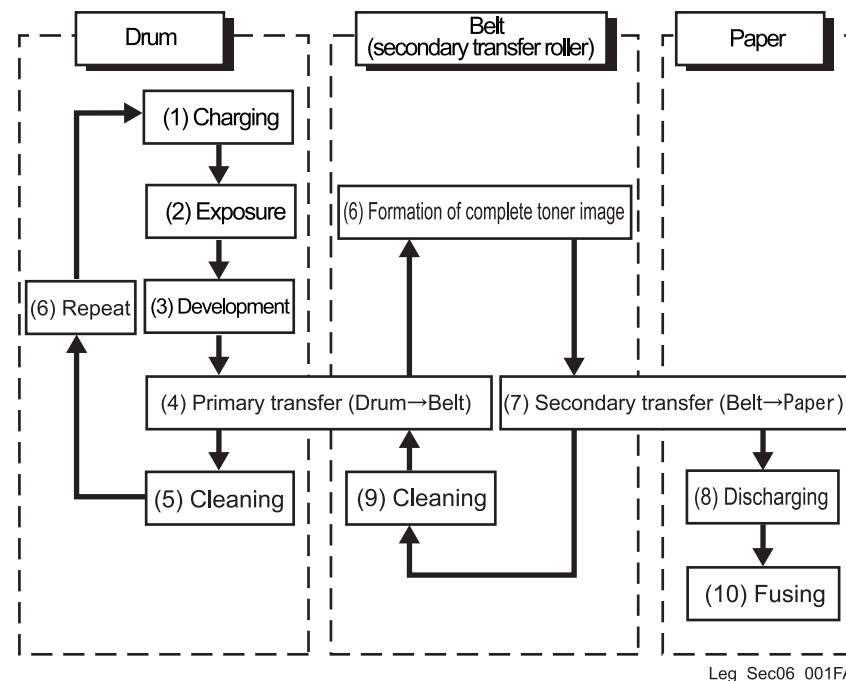 Drum
Belt
(secondary transfer roller)
Paper
(1) Charging
(2) Exposure
(6) Formation of complete toner image
(6) Repeat
(3) Development
(4) Primary transfer (Drum→Belt)
(7) Secondary transfer (Belt→Paper)
(5) Cleaning
(9) Cleaning
(8) Discharging
(10) Fusing
Leg_Sec06_001FA